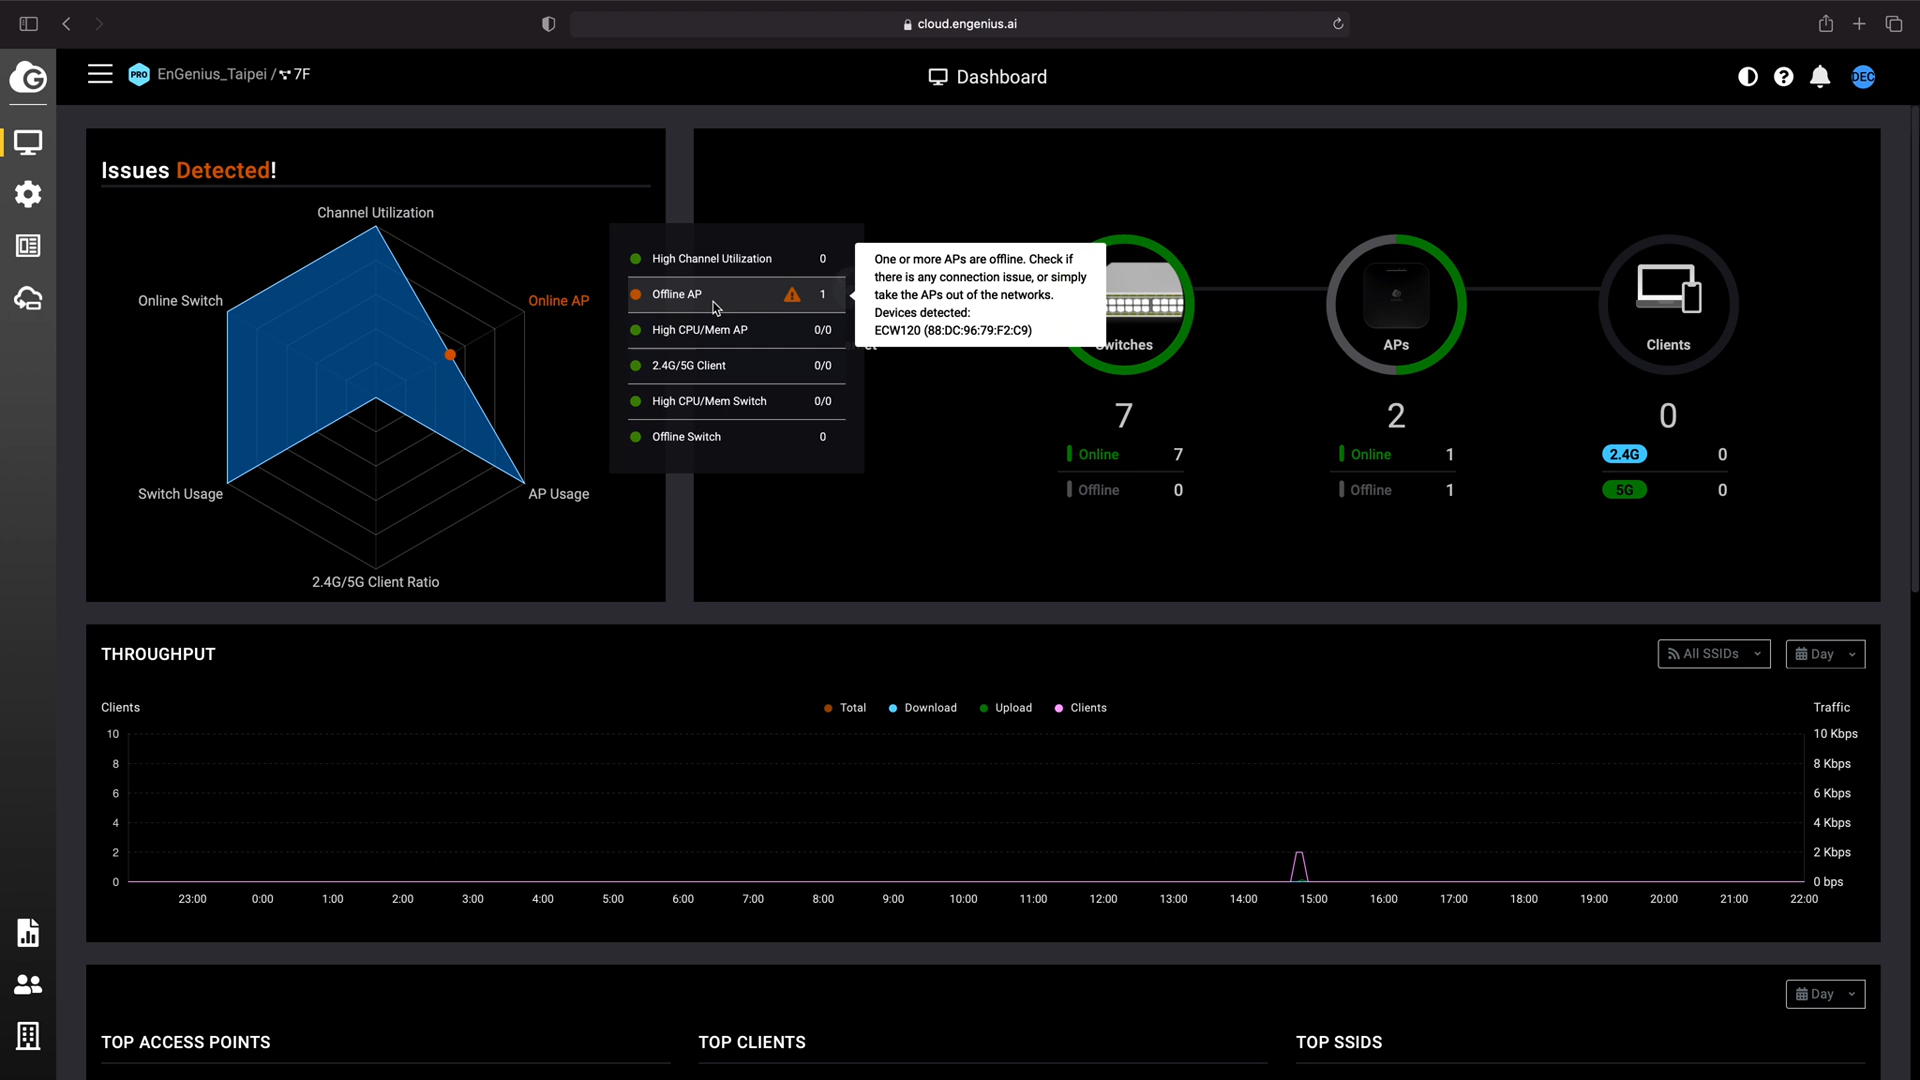 cloud.engenius.ai
PRO EnGenius_Taipei / 7F
Dashboard
DEC
Issues Detected!
Channel Utilization
Online Switch
Online AP
Switch Usage
AP Usage
2.4G/5G Client Ratio
High Channel Utilization 0
Offline AP 1
High CPU/Mem AP 0/0
2.4G/5G Client 0/0
High CPU/Mem Switch 0/0
Offline Switch 0
One or more APs are offline. Check if
there is any connection issue, or simply
take the APs out of the networks.
Devices detected:
ECW120 (88:DC:96:79:F2:C9)
Switches
7
Online 7
Offline 0
APs
2
Online 1
Offline 1
Clients
0
2.4G 0
5G 0
THROUGHPUT
All SSIDs
Day
Clients
Total Download Upload Clients
Traffic
10
8
6
4
2
0
10 Kbps
8 Kbps
6 Kbps
4 Kbps
2 Kbps
0 bps
23:00 0:00 1:00 2:00 3:00 4:00 5:00 6:00 7:00 8:00 9:00 10:00 11:00 12:00 13:00 14:00 15:00 16:00 17:00 18:00 19:00 20:00 21:00 22:00
Day
TOP ACCESS POINTS
TOP CLIENTS
TOP SSIDS